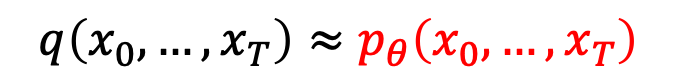 q(x₀, …, x_T) ≈ p_θ(x₀, …, x_T)